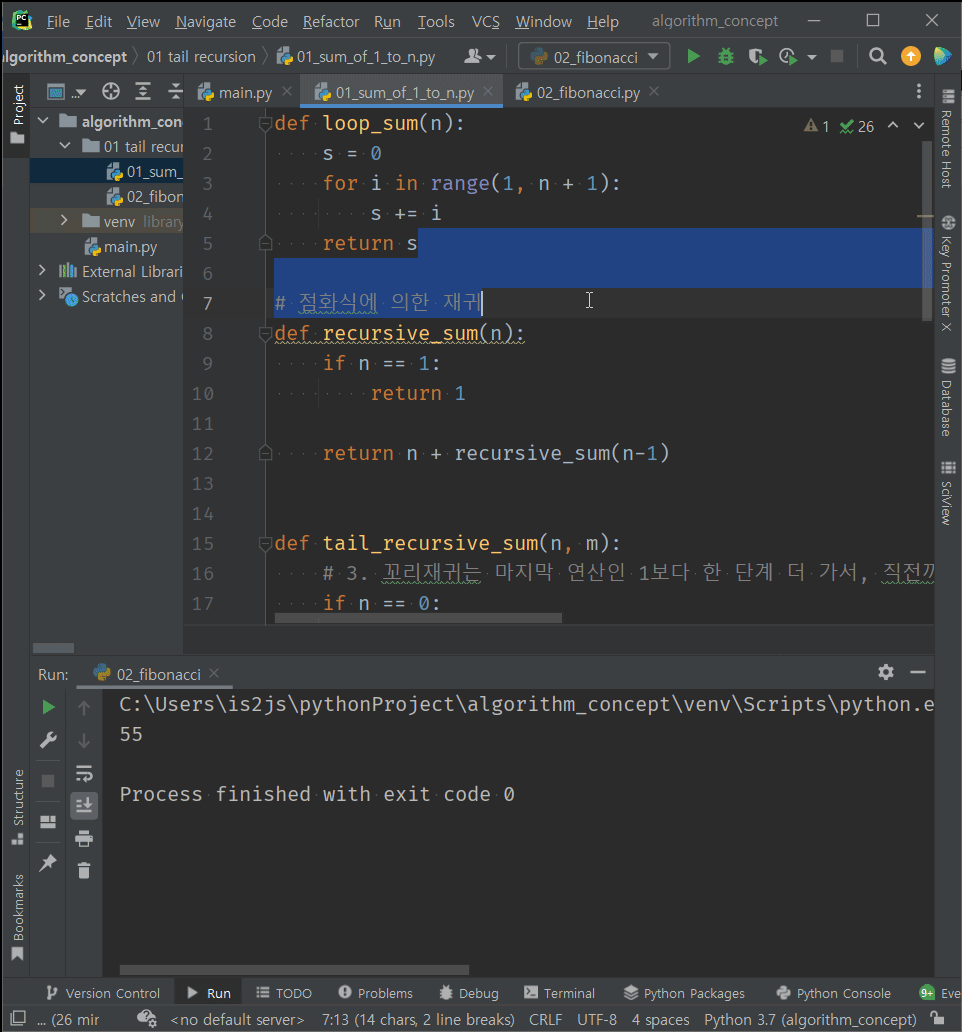 File Edit View Navigate Code Refactor Run Tools VCS Window Help algorithm_concept
lgorithm_concept 01 tail recursion 01_sum_of_1_to_n.py 02_fibonacci
Project
main.py 01_sum_of_1_to_n.py 02_fibonacci.py
algorithm_con
01 tail recur
01_sum_
02_fibon
venv library
main.py
External Librari
Scratches and
1 def loop_sum(n):
2 s = 0
3 for i in range(1, n + 1):
4 s += i
5 return s
6
7 # 점화식에 의한 재귀
8 def recursive_sum(n):
9 if n == 1:
10 return 1
11
12 return n + recursive_sum(n-1)
13
14
15 def tail_recursive_sum(n, m):
16 # 3. 꼬리재귀는 마지막 연산인 1보다 한 단계 더 가서, 직전까
17 if n == 0:
1 26
Remote Host
Key Promoter X
Database
SciView
Run: 02_fibonacci
C:\Users\is2js\pythonProject\algorithm_concept\venv\Scripts\python.e
55
Process finished with exit code 0
Structure
Bookmarks
Version Control Run TODO Problems Debug Terminal Python Packages Python Console 9+ Eve
... (26 mir <no default server> 7:13 (14 chars, 2 line breaks) CRLF UTF-8 4 spaces Python 3.7 (algorithm_concept)